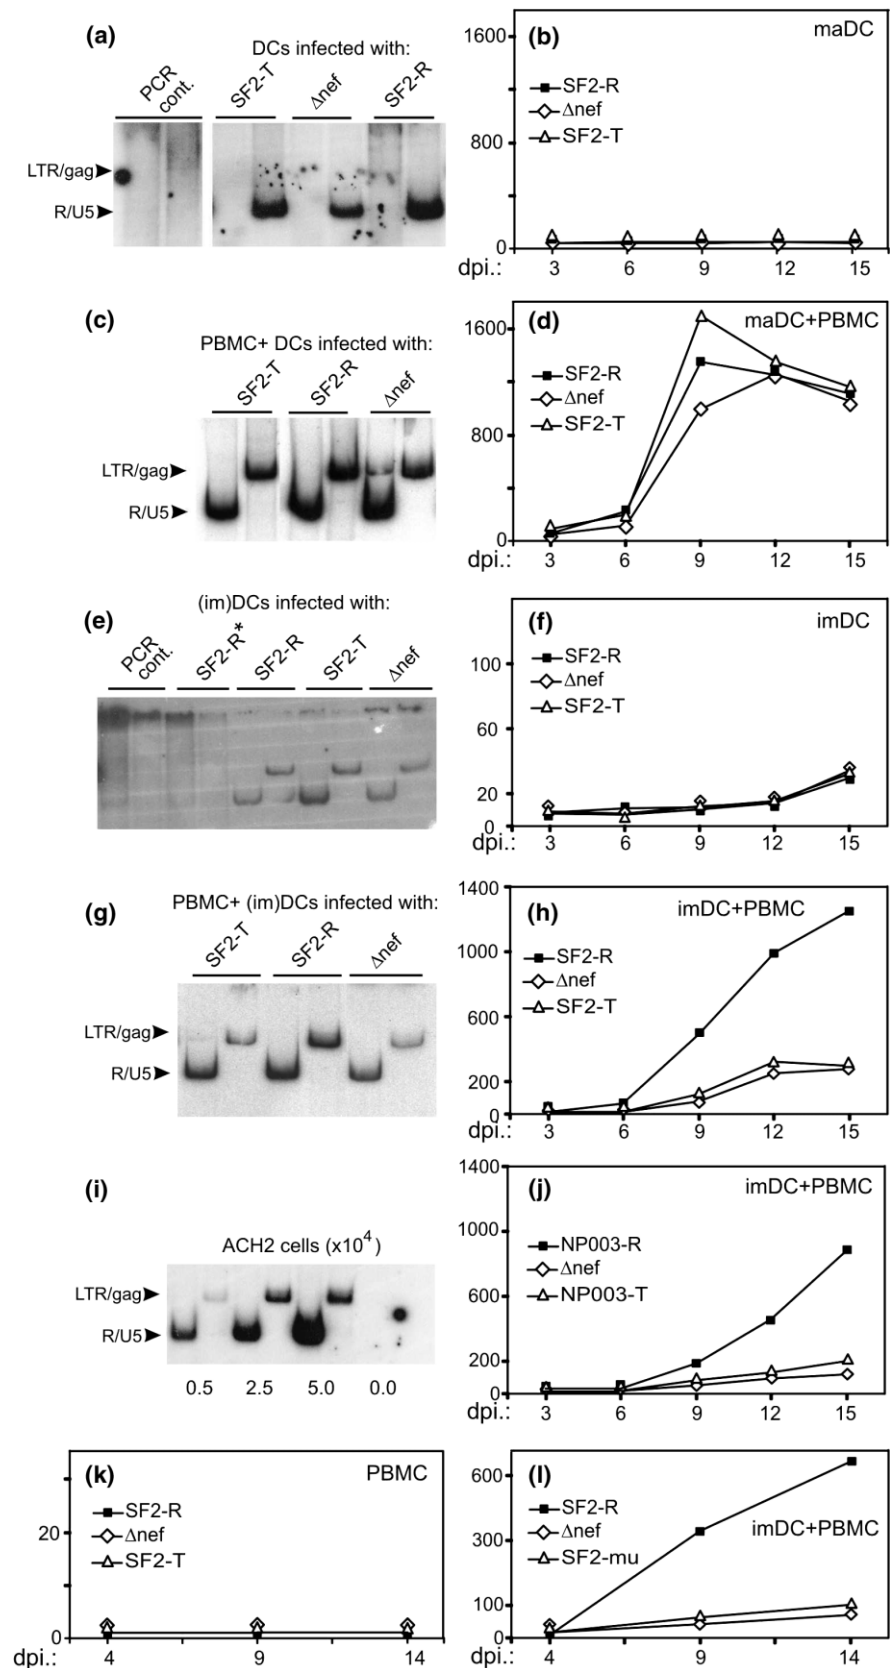 (a)
DCs infected with:
PCR cont.
SF2-T
Δnef
SF2-R
LTR/gag
R/U5
(b)
maDC
1600
800
0
SF2-R
Δnef
SF2-T
dpi.: 3 6 9 12 15
(c)
PBMC+ DCs infected with:
SF2-T
SF2-R
Δnef
LTR/gag
R/U5
(d)
maDC+PBMC
1600
800
0
SF2-R
Δnef
SF2-T
dpi.: 3 6 9 12 15
(e)
(im)DCs infected with:
PCR cont.
SF2-R*
SF2-R
SF2-T
Δnef
(f)
imDC
100
60
20
0
SF2-R
Δnef
SF2-T
dpi.: 3 6 9 12 15
(g)
PBMC+ (im)DCs infected with:
SF2-T
SF2-R
Δnef
LTR/gag
R/U5
(h)
imDC+PBMC
1400
1000
600
200
0
SF2-R
Δnef
SF2-T
dpi.: 3 6 9 12 15
(i)
ACH2 cells (x10⁴)
LTR/gag
R/U5
0.5 2.5 5.0 0.0
(j)
imDC+PBMC
1400
1000
600
200
0
NP003-R
Δnef
NP003-T
dpi.: 3 6 9 12 15
(k)
PBMC
20
0
SF2-R
Δnef
SF2-T
dpi.: 4 9 14
(l)
600
300
100
0
SF2-R
Δnef
SF2-mu
imDC+PBMC
dpi.: 4 9 14